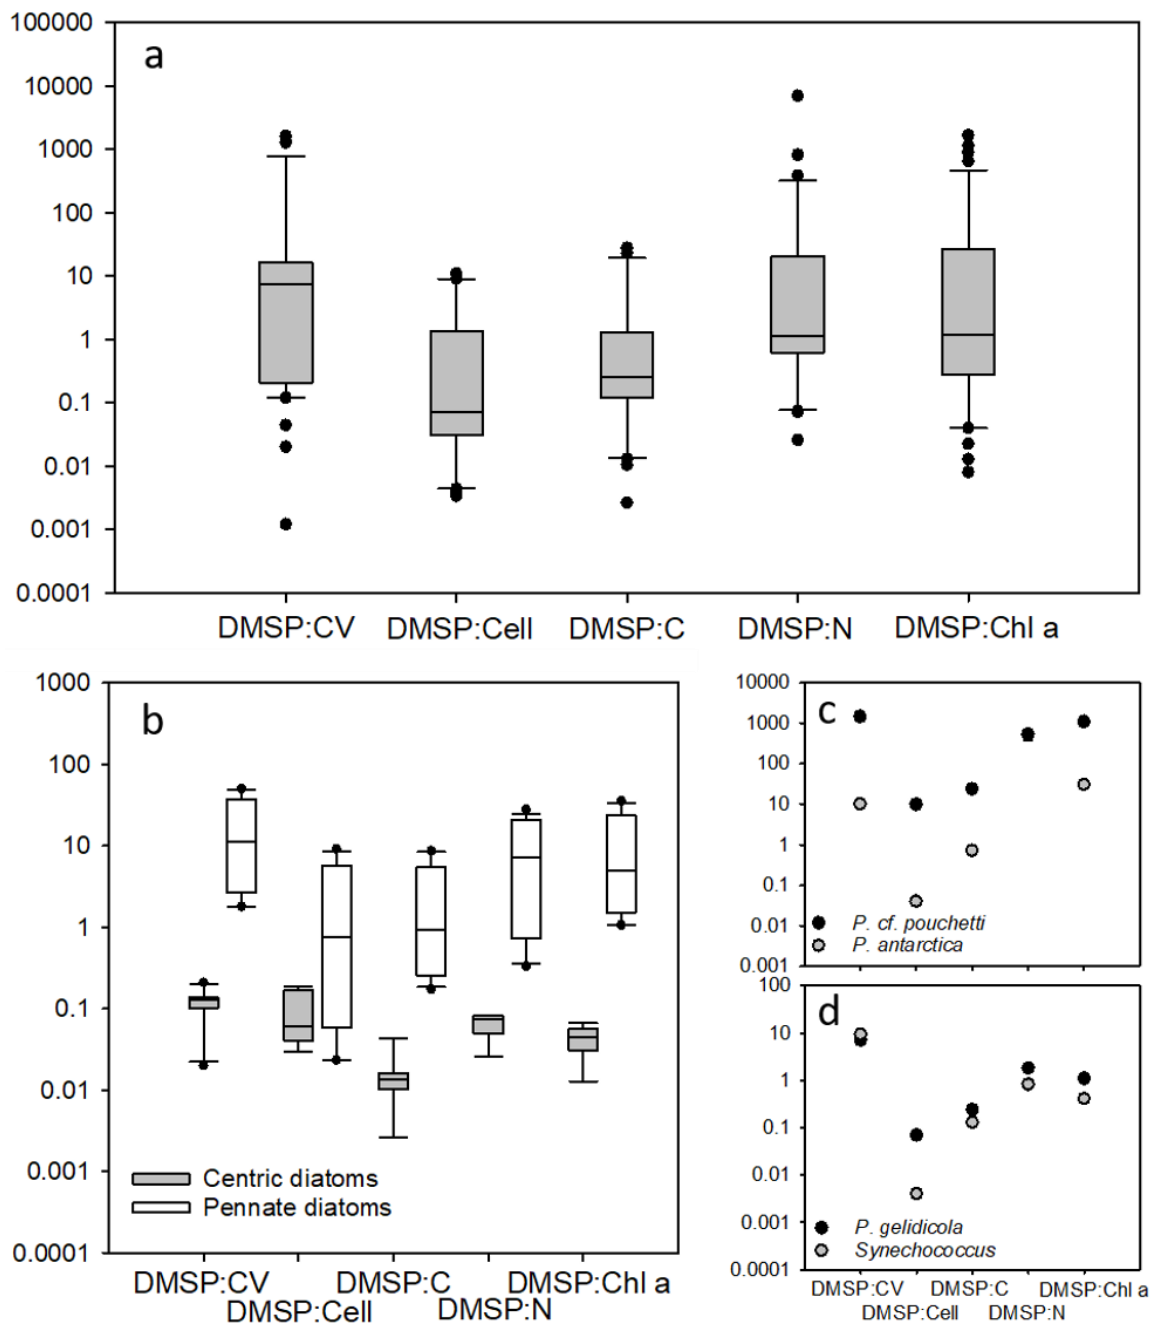 100000
a
10000
1000
100
10
1
0.1
0.01
0.001
0.0001
DMSP:CV DMSP:Cell DMSP:C DMSP:N DMSP:Chl a
1000
b
100
10
1
0.1
0.01
0.001
0.0001
Centric diatoms
Pennate diatoms
DMSP:CV DMSP:C DMSP:Chl a
DMSP:Cell DMSP:N
10000
c
1000
100
10
1
0.1
0.01
0.001
P. cf. pouchetti
P. antarctica
100
d
10
1
0.1
0.01
0.001
0.0001
P. gelidicola
Synechococcus
DMSP:CV DMSP:C DMSP:Chl a
DMSP:Cell DMSP:N